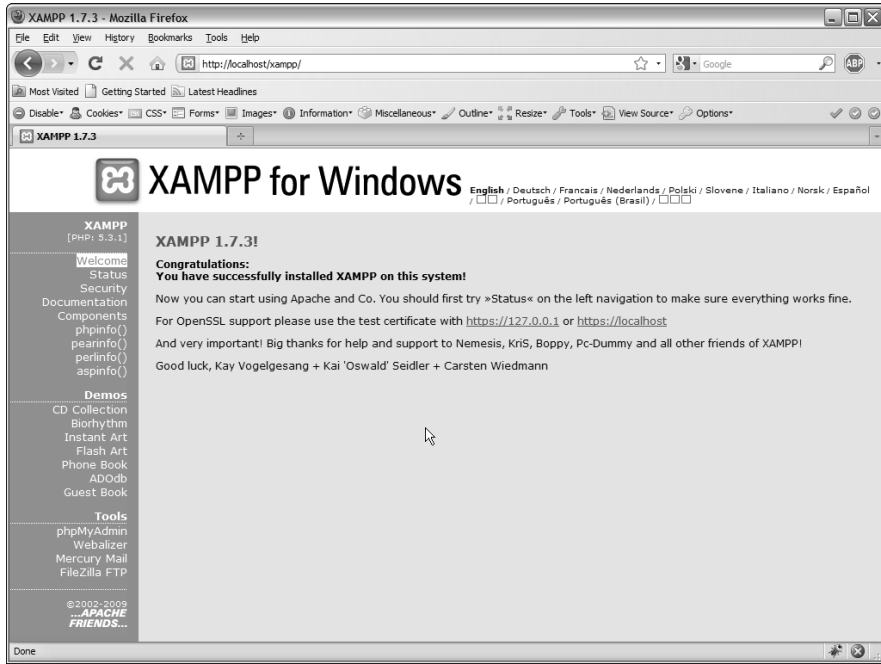 XAMPP 1.7.3 - Mozilla Firefox
File Edit View History Bookmarks Tools Help
http://localhost/xampp/
Google
ABP
Most Visited Getting Started Latest Headlines
Disable Cookies CSS Forms Images Information Miscellaneous Outline Resize Tools View Source Options
XAMPP 1.7.3
XAMPP for Windows
English / Deutsch / Francais / Nederlands / Polski / Slovene / Italiano / Norsk / Español
/ □□ / Português / Português (Brasil) / □□□
XAMPP
[PHP: 5.3.1]
Welcome
Status
Security
Documentation
Components
phpinfo()
pearinfo()
perlinfo()
aspinfo()
Demos
CD Collection
Biorhythm
Instant Art
Flash Art
Phone Book
ADOdb
Guest Book
Tools
phpMyAdmin
Webalizer
Mercury Mail
FileZilla FTP
©2002-2009
...APACHE
FRIENDS...
XAMPP 1.7.3!
Congratulations:
You have successfully installed XAMPP on this system!
Now you can start using Apache and Co. You should first try »Status« on the left navigation to make sure everything works fine.
For OpenSSL support please use the test certificate with https://127.0.0.1 or https://localhost
And very important! Big thanks for help and support to Nemesis, KriS, Boppy, Pc-Dummy and all other friends of XAMPP!
Good luck, Kay Vogelgesang + Kai 'Oswald' Seidler + Carsten Wiedmann
Done